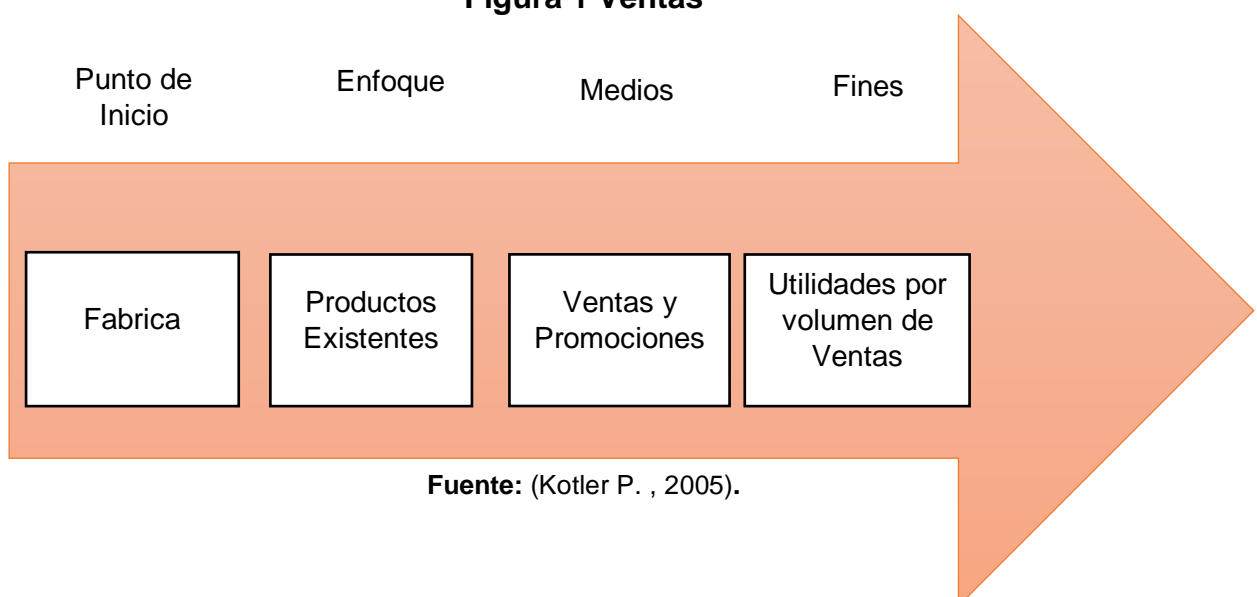 Figura 1 Ventas
Punto de
Inicio
Enfoque
Medios
Fines
Fabrica
Productos
Existentes
Ventas y
Promociones
Utilidades por
volumen de
Ventas
Fuente: (Kotler P. , 2005).